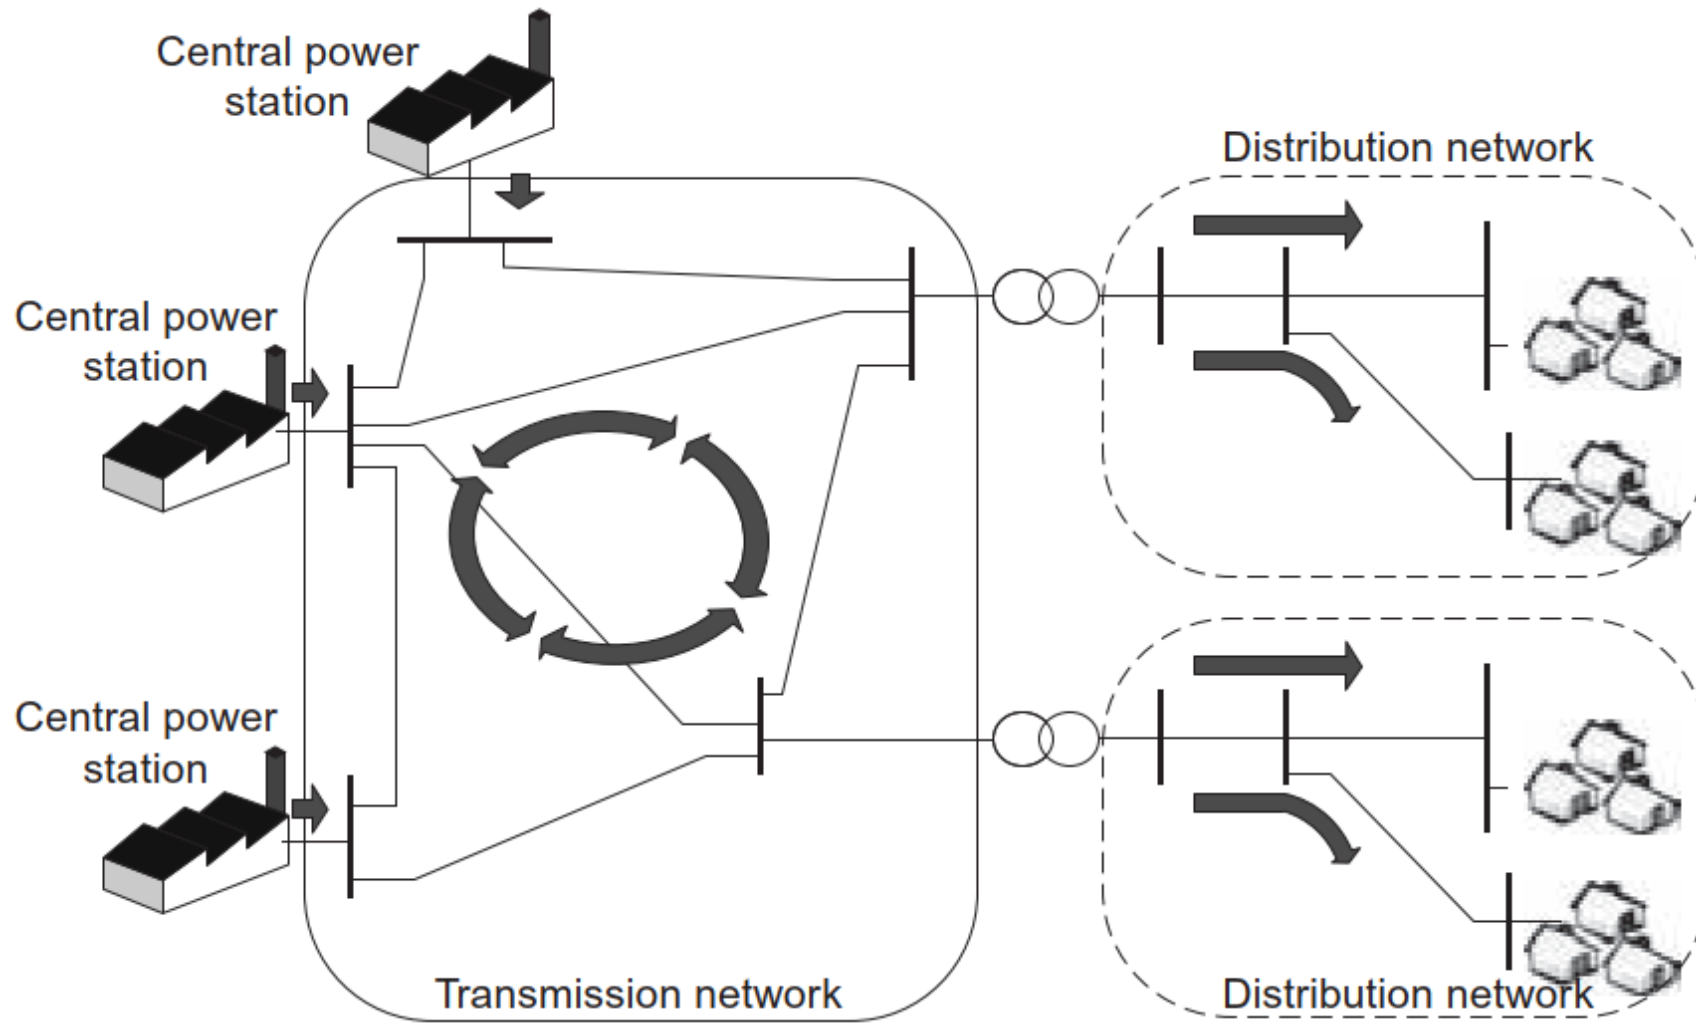 Central power
station
Distribution network
Central power
station
Central power
station
Transmission network
Distribution network